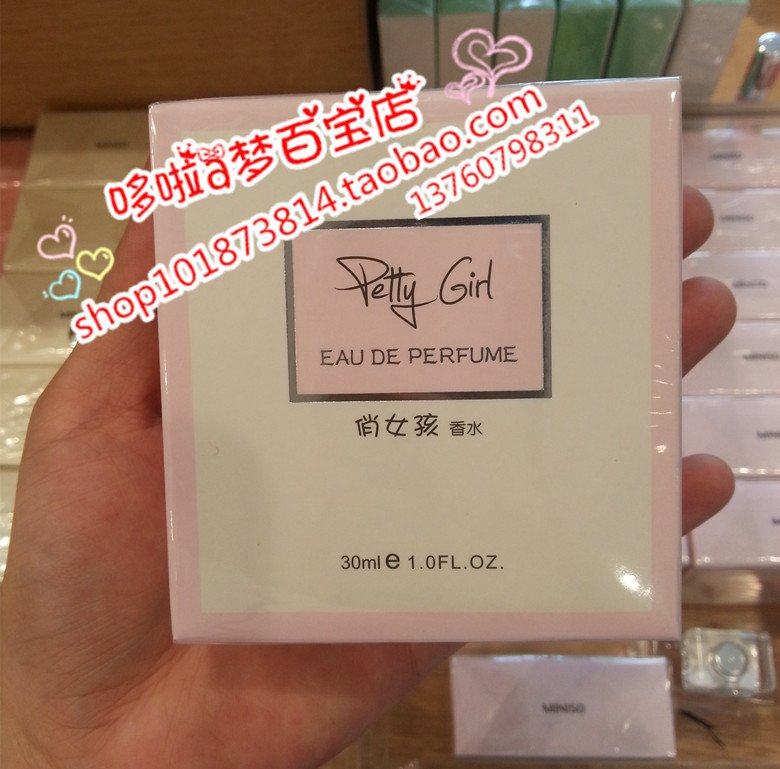 哆啦a梦百宝店
shop101873814.taobao.com
13760798311
Petty Girl
EAU DE PERFUME
俏女孩 香水
30ml e 1.0FL.OZ.
MINISO